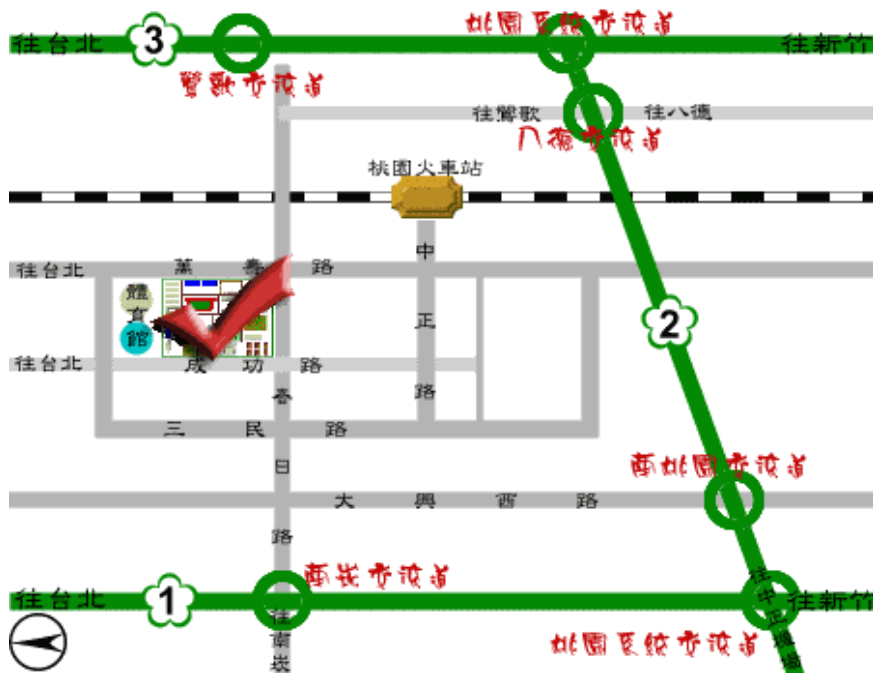 桃園系統交流道
往台北
3
往新竹
鶯歌交流道
往鶯歌
往八德
八德交流道
桃園火車站
中正路
往台北
萬壽路
體育館
2
往台北
成功路
春日路
三民路
南桃園交流道
大興西路
南崁交流道
往台北
1
往新竹
往中正機場
往南崁
桃園系統交流道